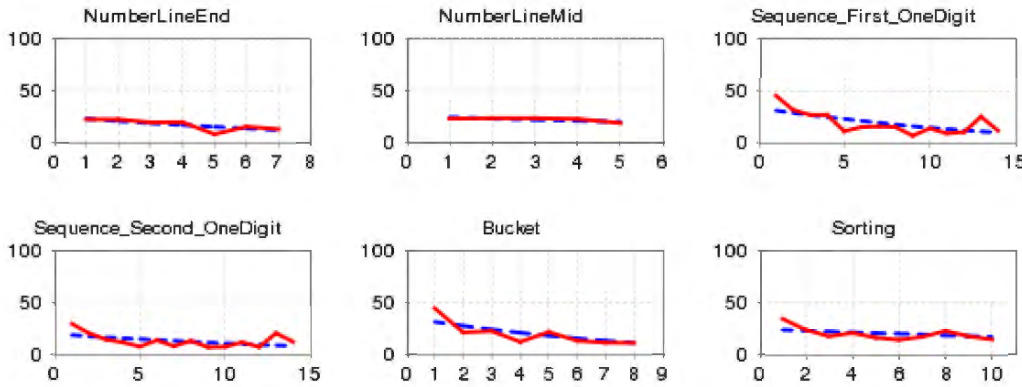 NumberLineEnd NumberLineMid Sequence_First_OneDigit
100 100 100
50 50 50
0 0 0
0 1 2 3 4 5 6 7 8 0 1 2 3 4 5 6 0 5 10 15
Sequence_Second_OneDigit Bucket Sorting
100 100 100
50 50 50
0 0 0
0 5 10 15 0 1 2 3 4 5 6 7 8 9 0 2 4 6 8 10